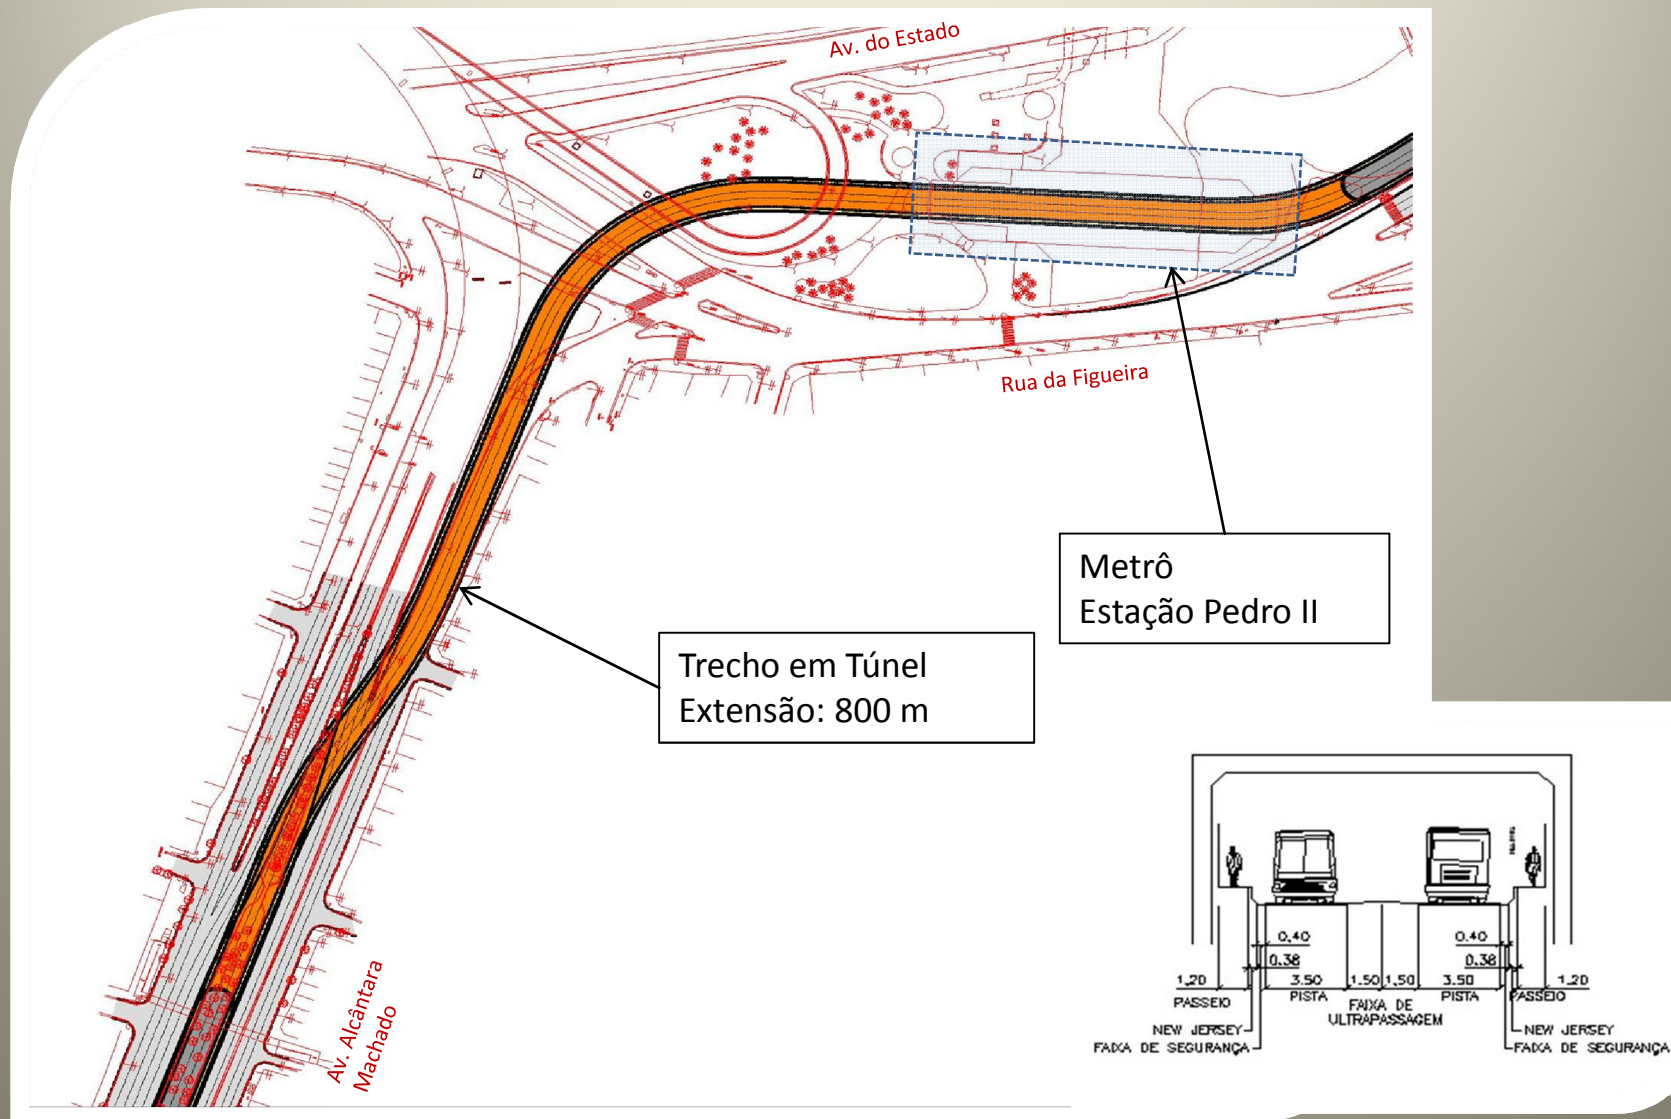 Av. do Estado
Rua da Figueira
Metrô
Estação Pedro II
Trecho em Túnel
Extensão: 800 m
Av. Alcântara
Machado
0.40 0.40
0.38 0.38
1.20 3.50 1.50 1.50 3.50 1.20
PASSEIO PISTA FAIXA DE PISTA PASSEIO
ULTRAPASSAGEM
NEW JERSEY NEW JERSEY
FAIXA DE SEGURANÇA FAIXA DE SEGURANÇA